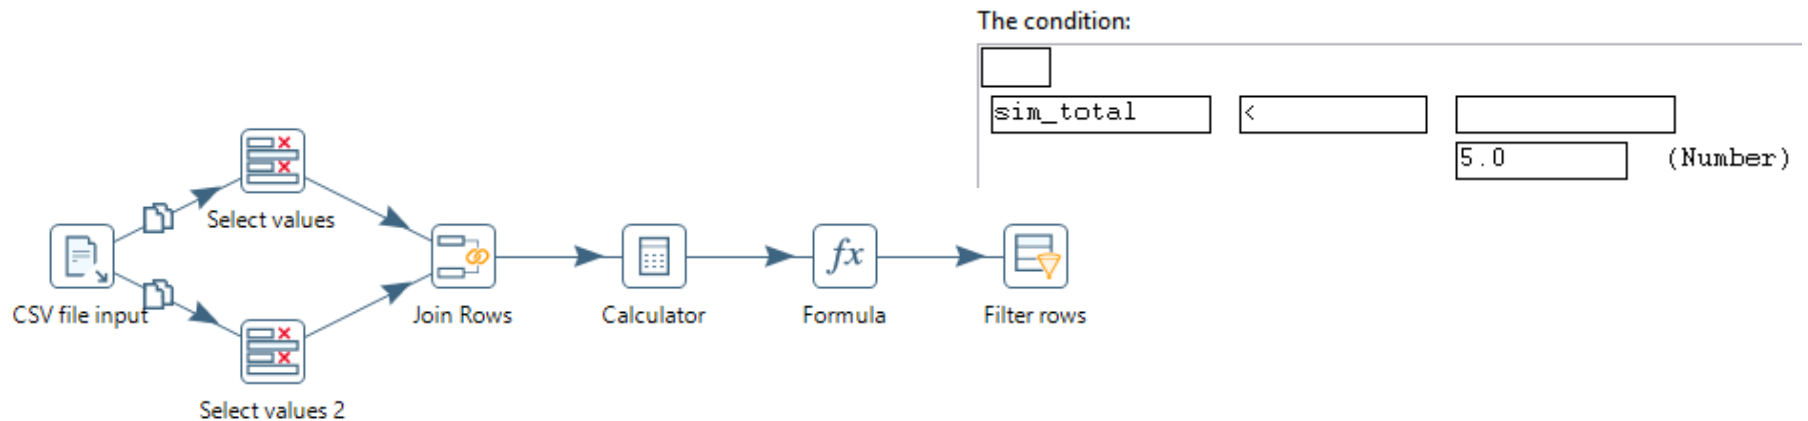 The condition:
sim_total <
5.0 (Number)
Select values
CSV file input
Join Rows
Calculator
Formula
Filter rows
Select values 2
fx